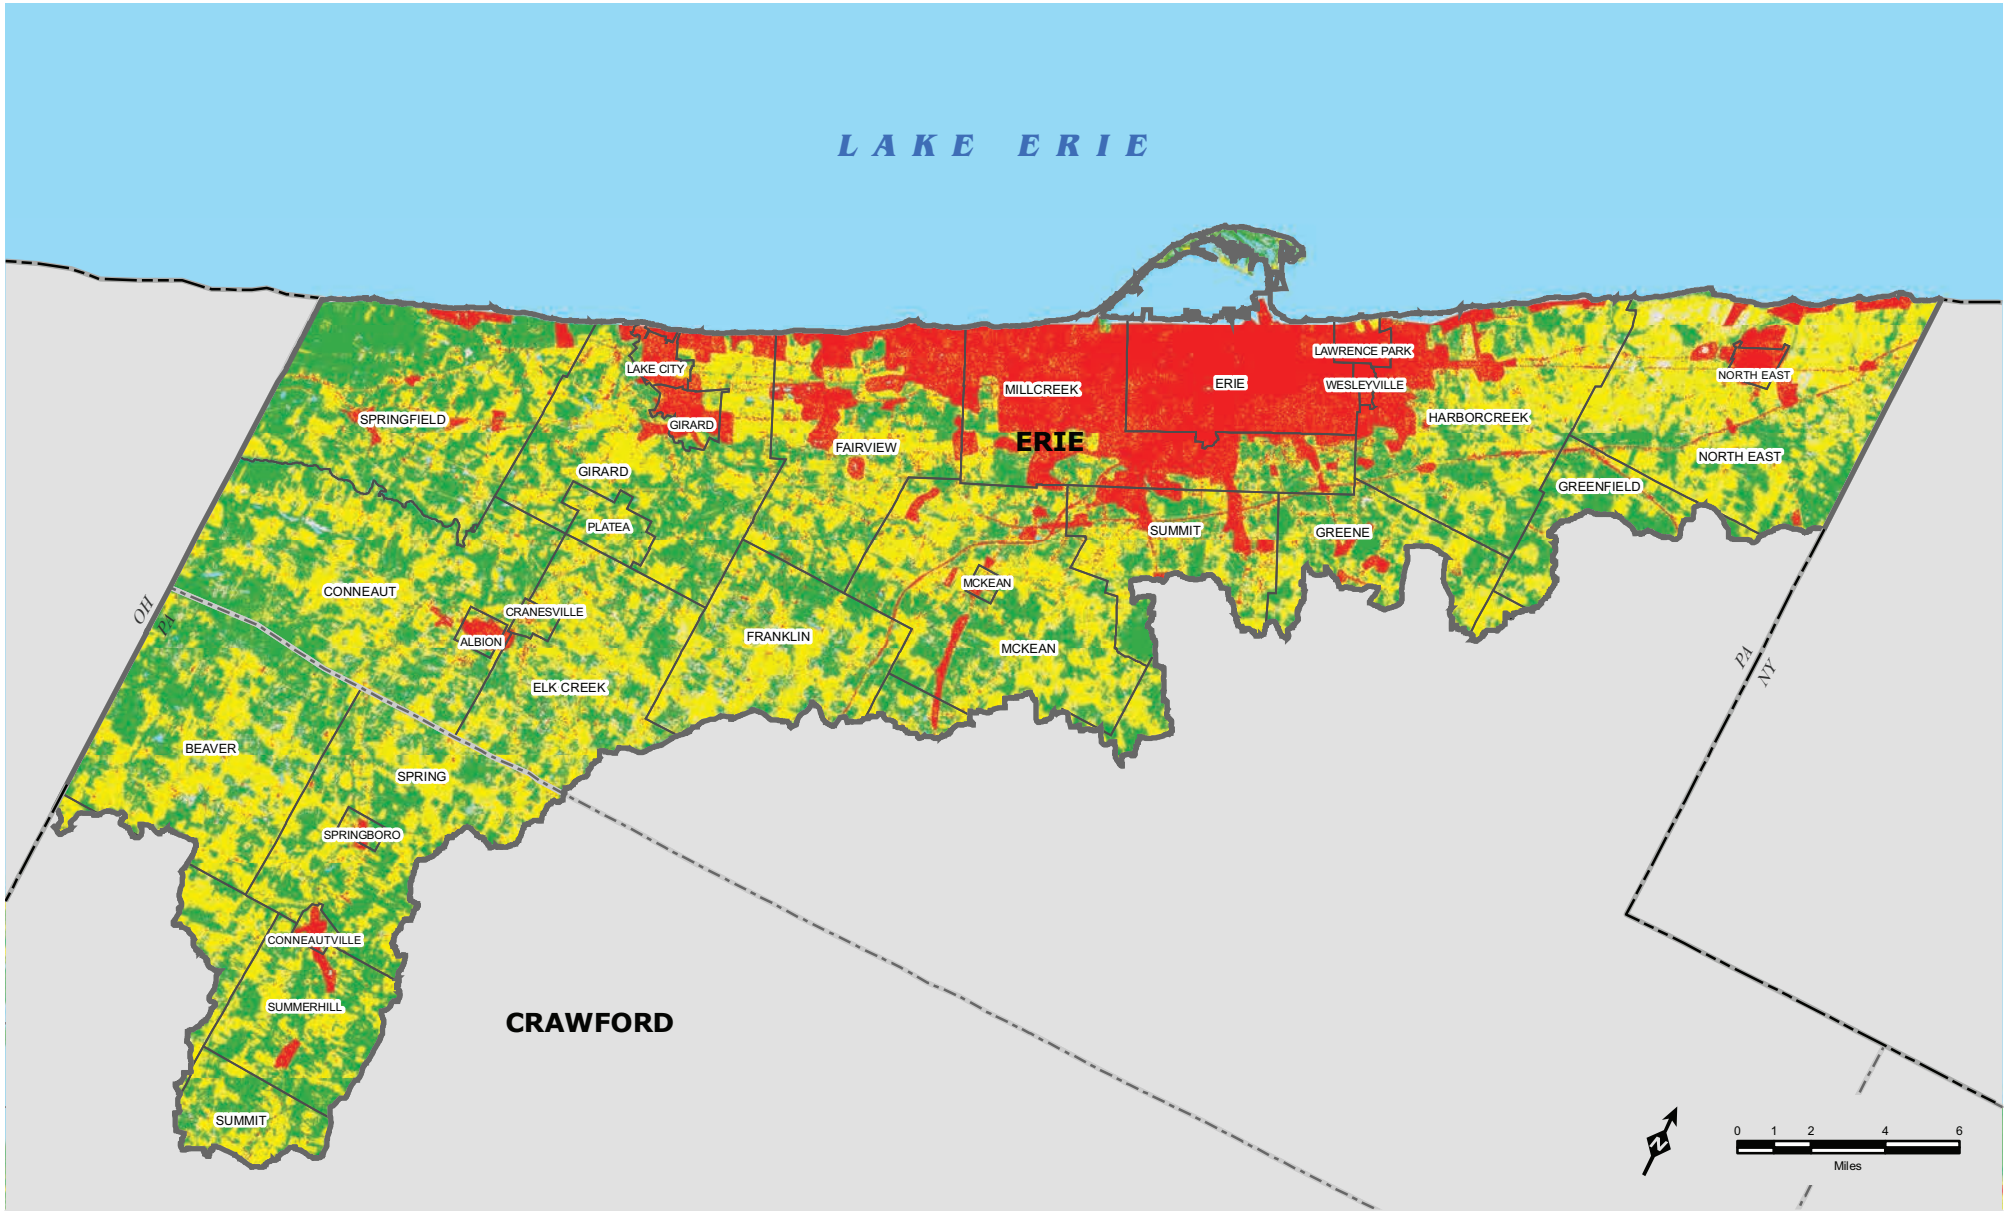 LAKE ERIE
LAWRENCE PARK
LAKE CITY
NORTH EAST
ERIE
WESLEYVILLE
MILLCREEK
SPRINGFIELD
HARBORCREEK
GIRARD
ERIE
FAIRVIEW
NORTH EAST
GIRARD
GREENFIELD
PLATEA
SUMMIT
GREENE
MCKEAN
CONNEAUT
OH
PA
CRANESVILLE
ALBION
FRANKLIN
MCKEAN
PA
NY
ELK CREEK
BEAVER
SPRING
SPRINGBORO
CONNEAUTVILLE
SUMMERHILL
CRAWFORD
SUMMIT
N
0 1 2 4 6
Miles